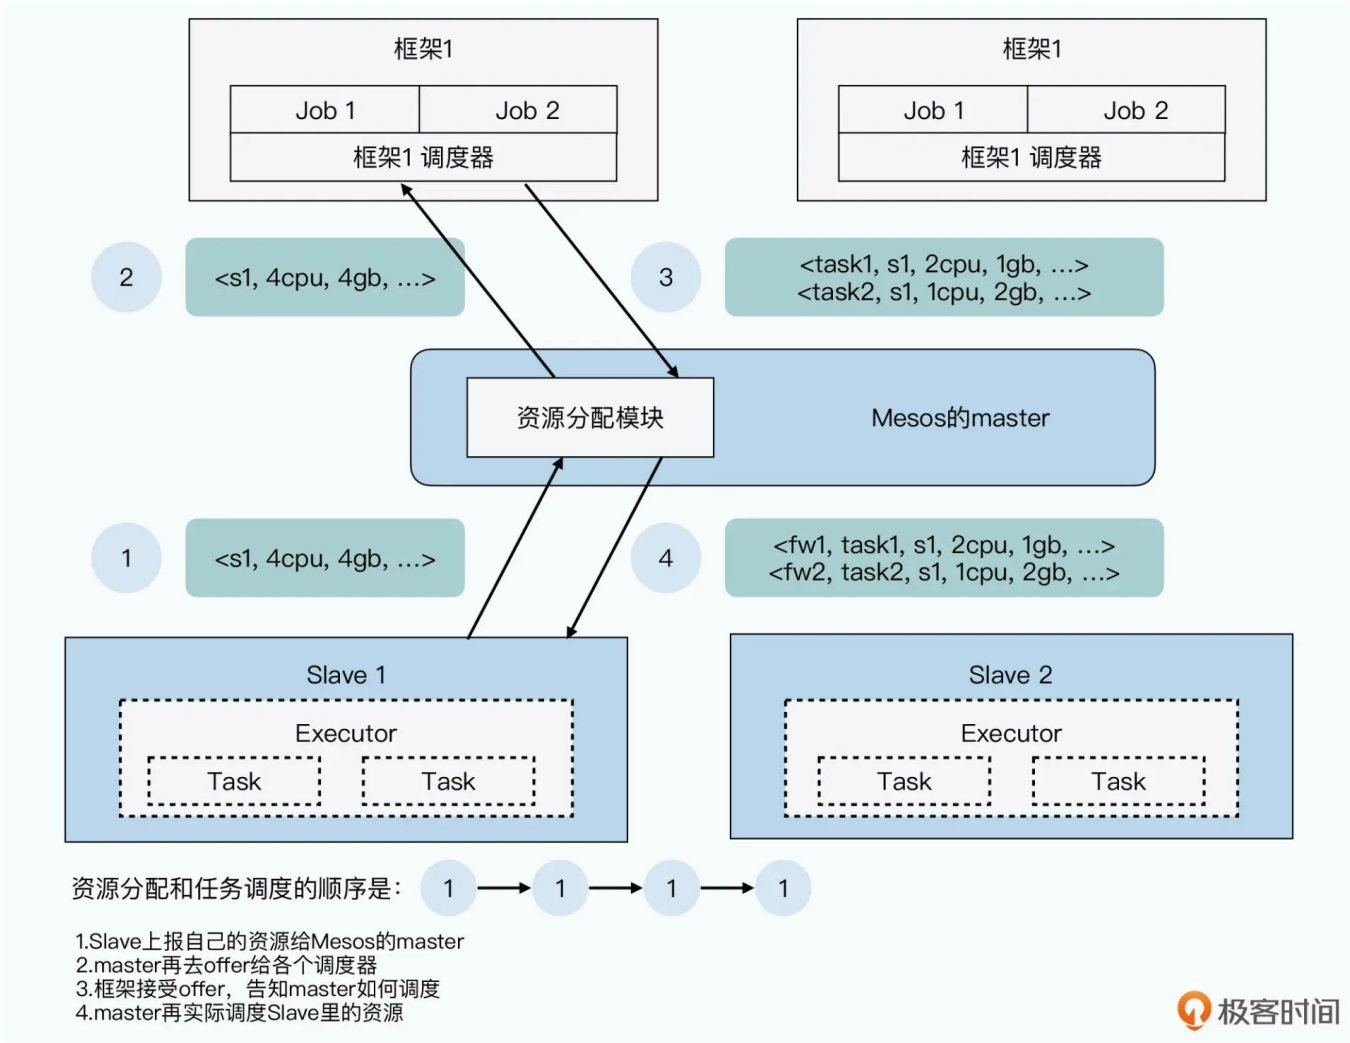 框架1
Job 1
Job 2
框架1 调度器
框架1
Job 1
Job 2
框架1 调度器
2
<s1, 4cpu, 4gb, ...>
3
<task1, s1, 2cpu, 1gb, ...>
<task2, s1, 1cpu, 2gb, ...>
资源分配模块
Mesos的master
1
<s1, 4cpu, 4gb, ...>
4
<fw1, task1, s1, 2cpu, 1gb, ...>
<fw2, task2, s1, 1cpu, 2gb, ...>
Slave 1
Executor
Task
Task
Slave 2
Executor
Task
Task
资源分配和任务调度的顺序是：
1
1
1
1
1.Slave上报自己的资源给Mesos的master
2.master再去offer给各个调度器
3.框架接受offer，告知master如何调度
4.master再实际调度Slave里的资源
极客时间